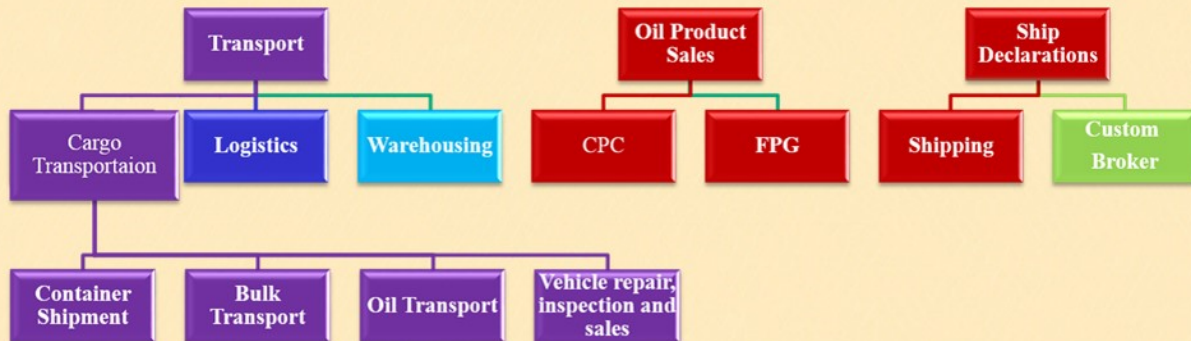 Transport
Oil Product
Sales
Ship
Declarations
Cargo
Transportaion
Logistics
Warehousing
CPC
FPG
Shipping
Custom
Broker
Container
Shipment
Bulk
Transport
Oil Transport
Vehicle repair,
inspection and
sales